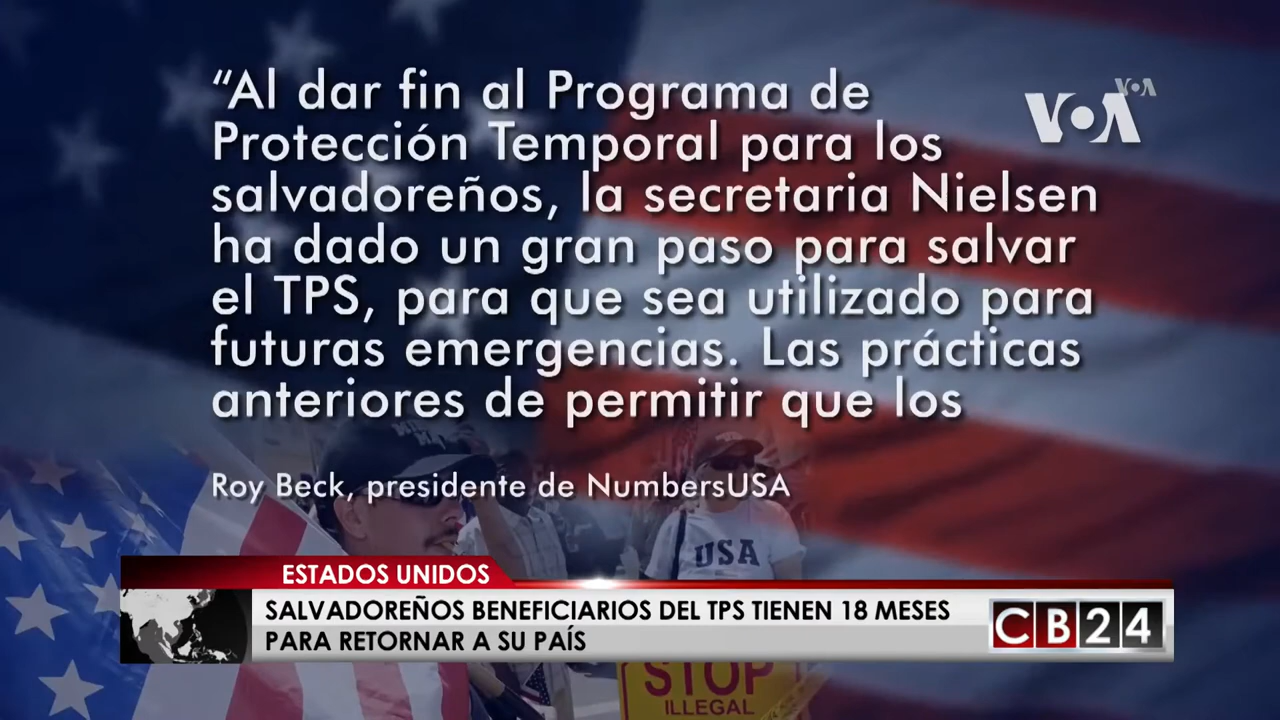 “Al dar fin al Programa de
Protección Temporal para los
salvadoreños, la secretaria Nielsen
ha dado un gran paso para salvar
el TPS, para que sea utilizado para
futuras emergencias. Las prácticas
anteriores de permitir que los
Roy Beck, presidente de NumbersUSA
VOA
VOA
USA
ESTADOS UNIDOS
SALVADOREÑOS BENEFICIARIOS DEL TPS TIENEN 18 MESES
PARA RETORNAR A SU PAÍS
CB24
STOP
ILLEGAL